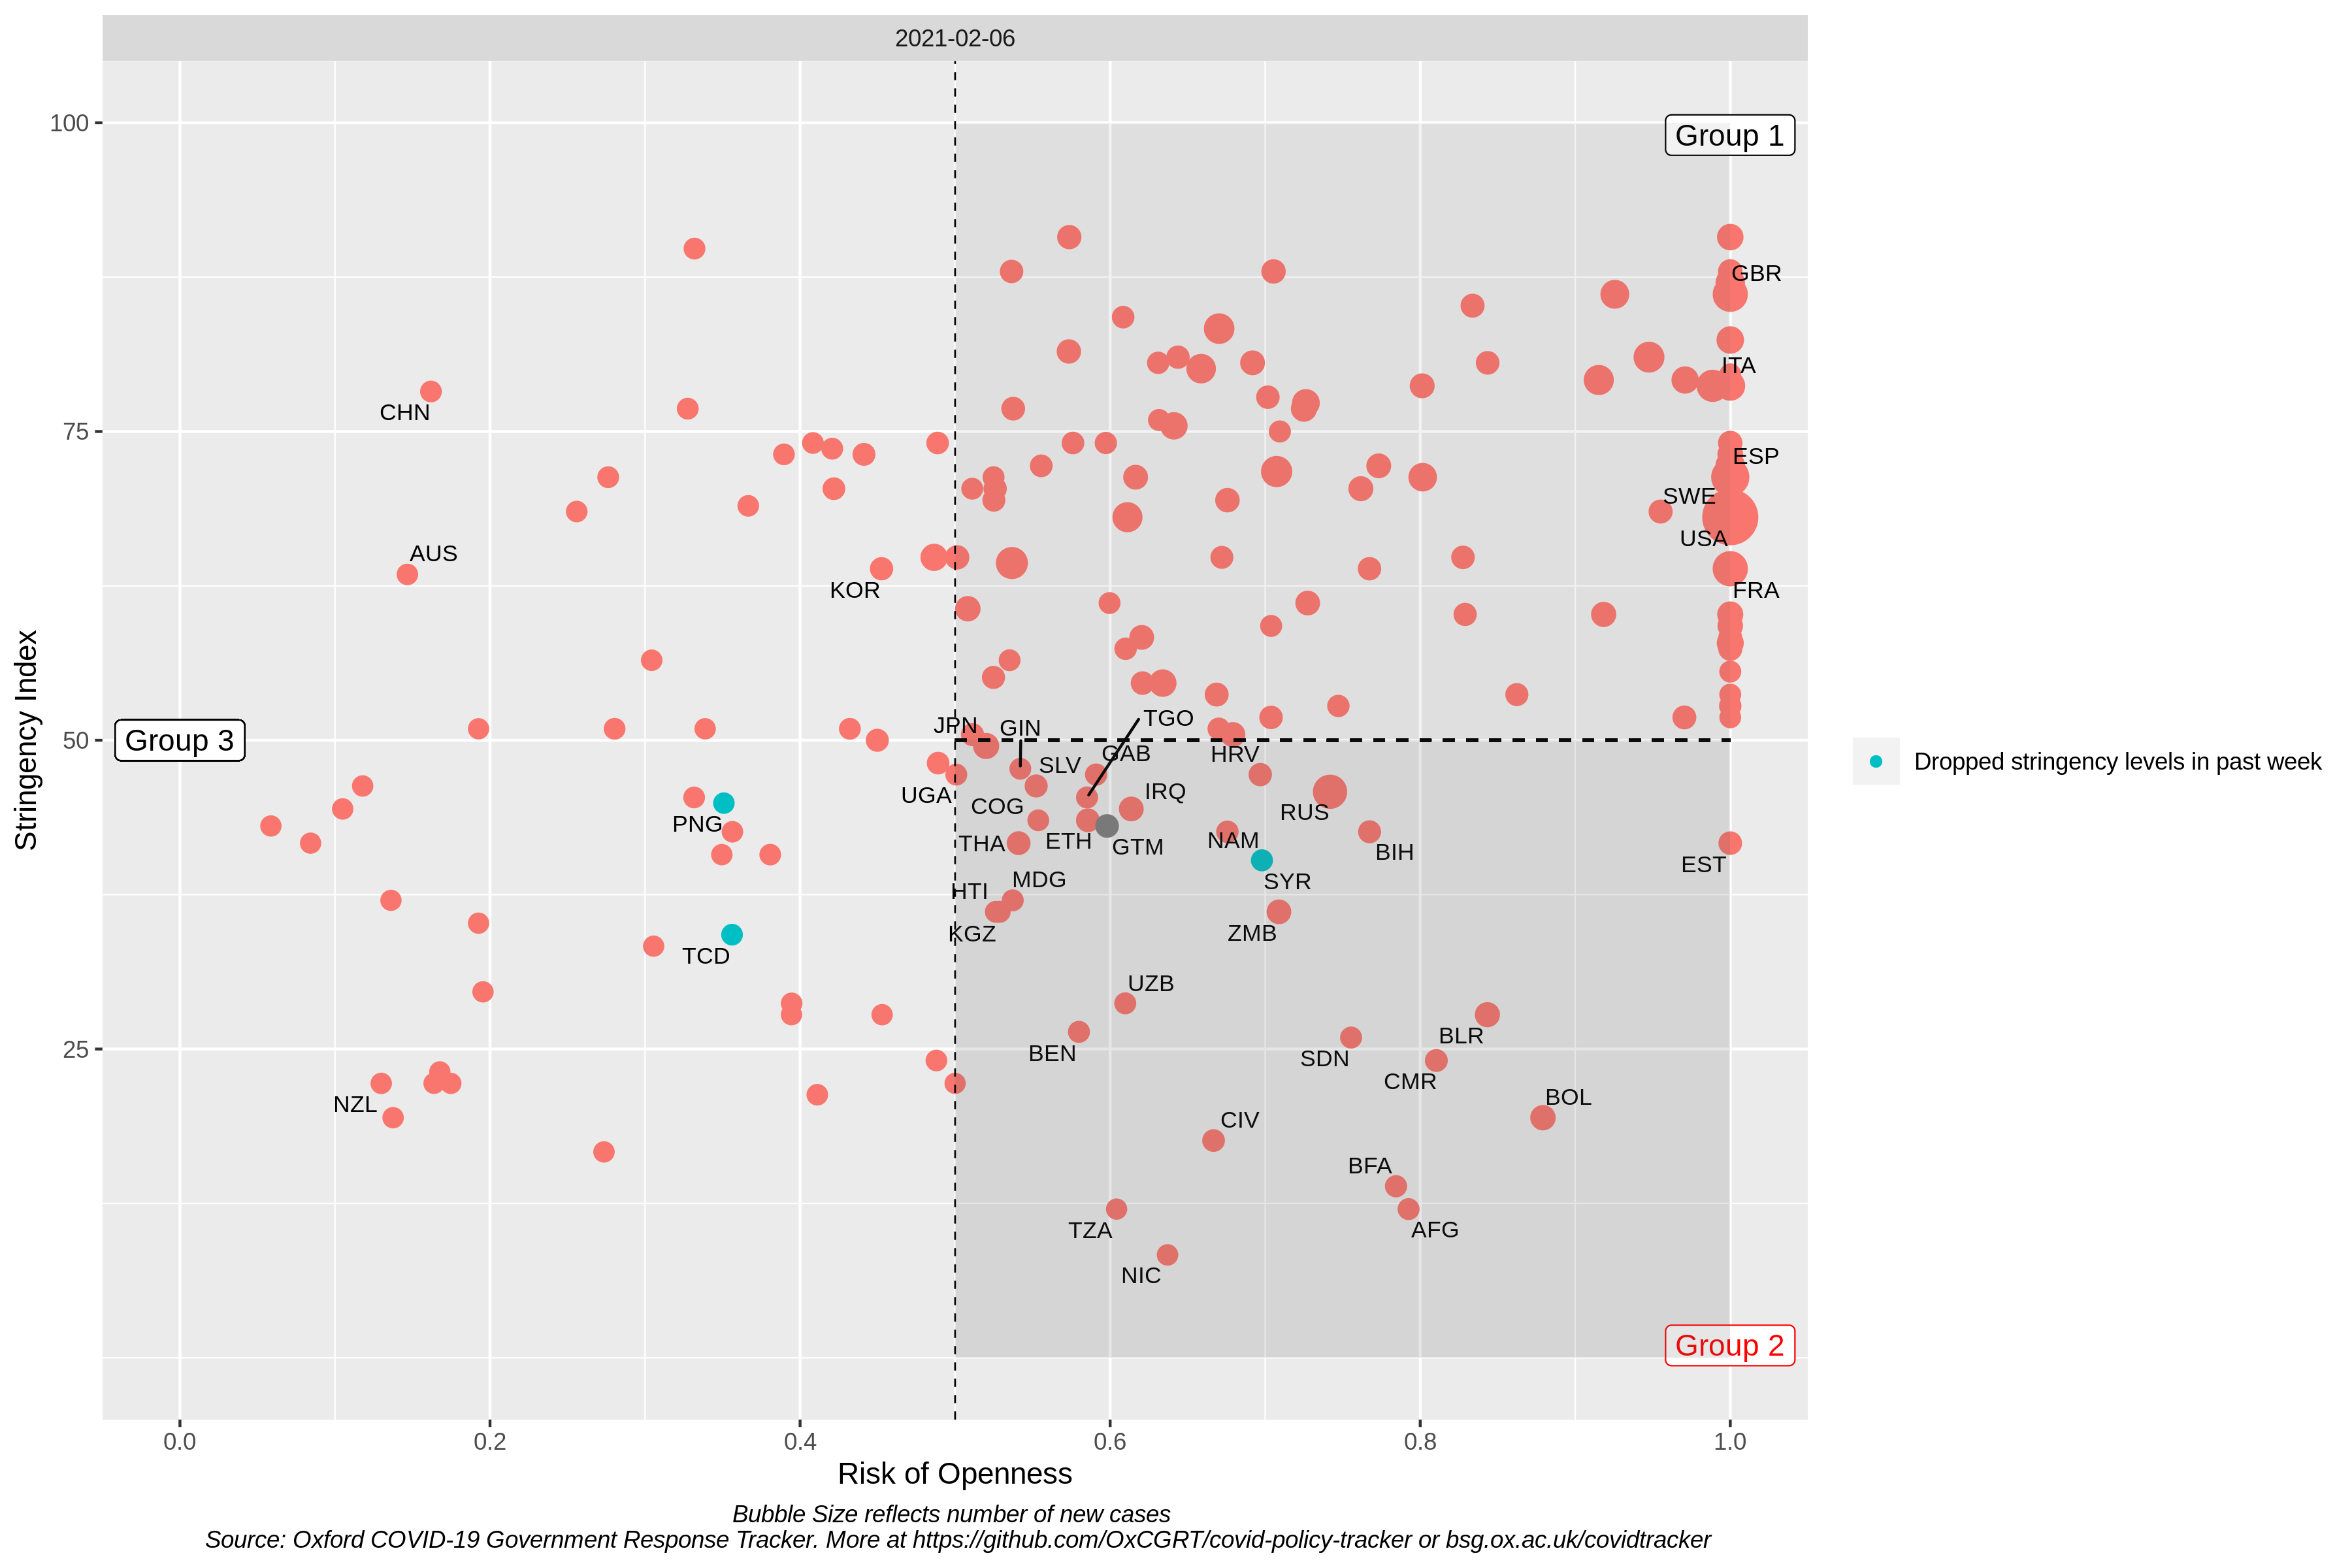 2021-02-06
100
Group 1
GBR
ITA
CHN
75
ESP
SWE
USA
AUS
KOR
FRA
Stringency Index
TGO
JPN
GIN
50
Group 3
GAB
HRV
SLV
Dropped stringency levels in past week
IRQ
UGA
COG
RUS
PNG
THA
ETH
GTM
NAM
BIH
EST
MDG
SYR
HTI
KGZ
ZMB
TCD
UZB
BLR
25
BEN
SDN
CMR
BOL
NZL
CIV
BFA
TZA
AFG
NIC
Group 2
0.0
0.2
0.4
0.6
0.8
1.0
Risk of Openness
Bubble Size reflects number of new cases
Source: Oxford COVID-19 Government Response Tracker. More at https://github.com/OxCGRT/covid-policy-tracker or bsg.ox.ac.uk/covidtracker